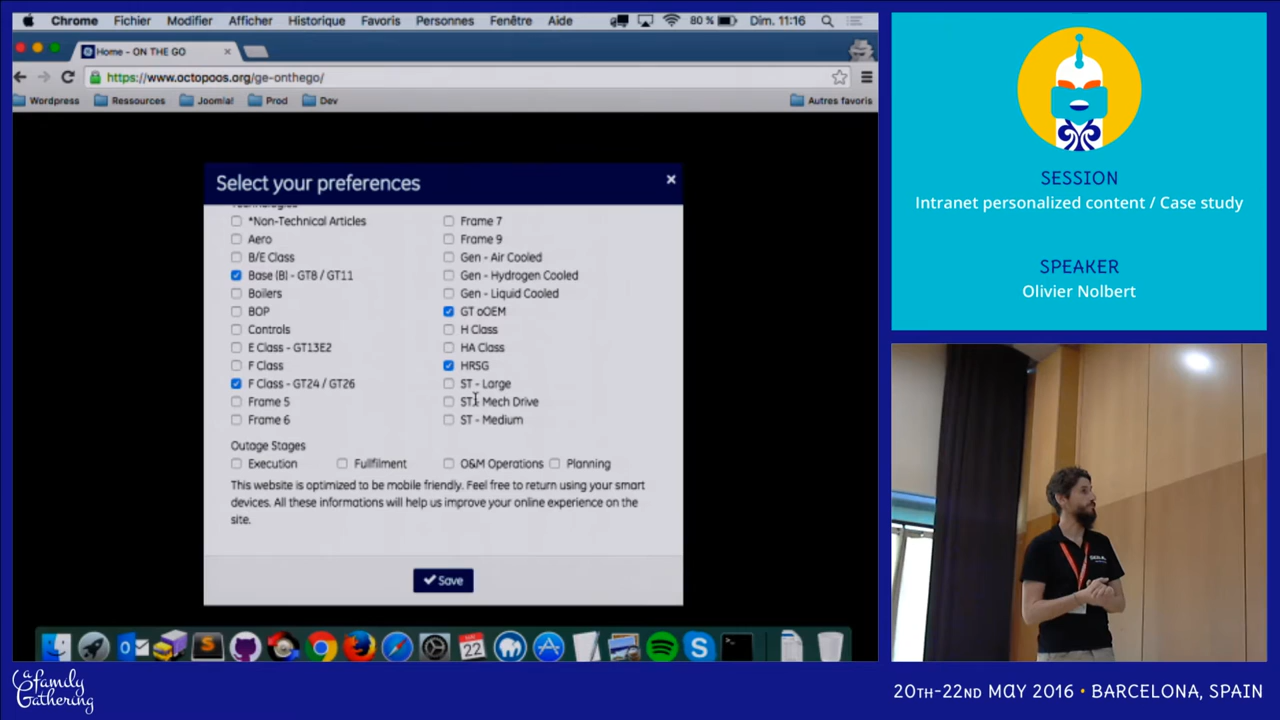 Chrome Fichier Modifier Afficher Historique Favoris Personnes Fenêtre Aide 80 % Dim. 11:16
Home - ON THE GO
https://www.octopoos.org/ge-onthego/
Wordpress Ressources Joomla! Prod Dev Autres favoris
Select your preferences
*Non-Technical Articles
Aero
B/E Class
Base (B) - GT8 / GT11
Boilers
BOP
Controls
E Class - GT13E2
F Class
F Class - GT24 / GT26
Frame 5
Frame 6
Frame 7
Frame 9
Gen - Air Cooled
Gen - Hydrogen Cooled
Gen - Liquid Cooled
GT oOEM
H Class
HA Class
HRSG
ST - Large
ST - Mech Drive
ST - Medium
Outage Stages
Execution Fullfilment O&M Operations Planning
This website is optimized to be mobile friendly. Feel free to return using your smart
devices. All these informations will help us improve your online experience on the
site.
Save
MAY
22
SESSION
Intranet personalized content / Case study
SPEAKER
Olivier Nolbert
a Family
Gathering
20TH-22ND MAY 2016 • BARCELONA, SPAIN